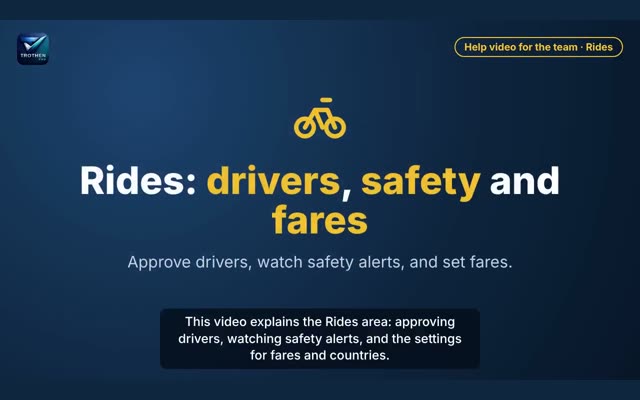 TROTHEN
Help video for the team · Rides
Rides: drivers, safety and
fares
Approve drivers, watch safety alerts, and set fares.
This video explains the Rides area: approving
drivers, watching safety alerts, and the settings
for fares and countries.